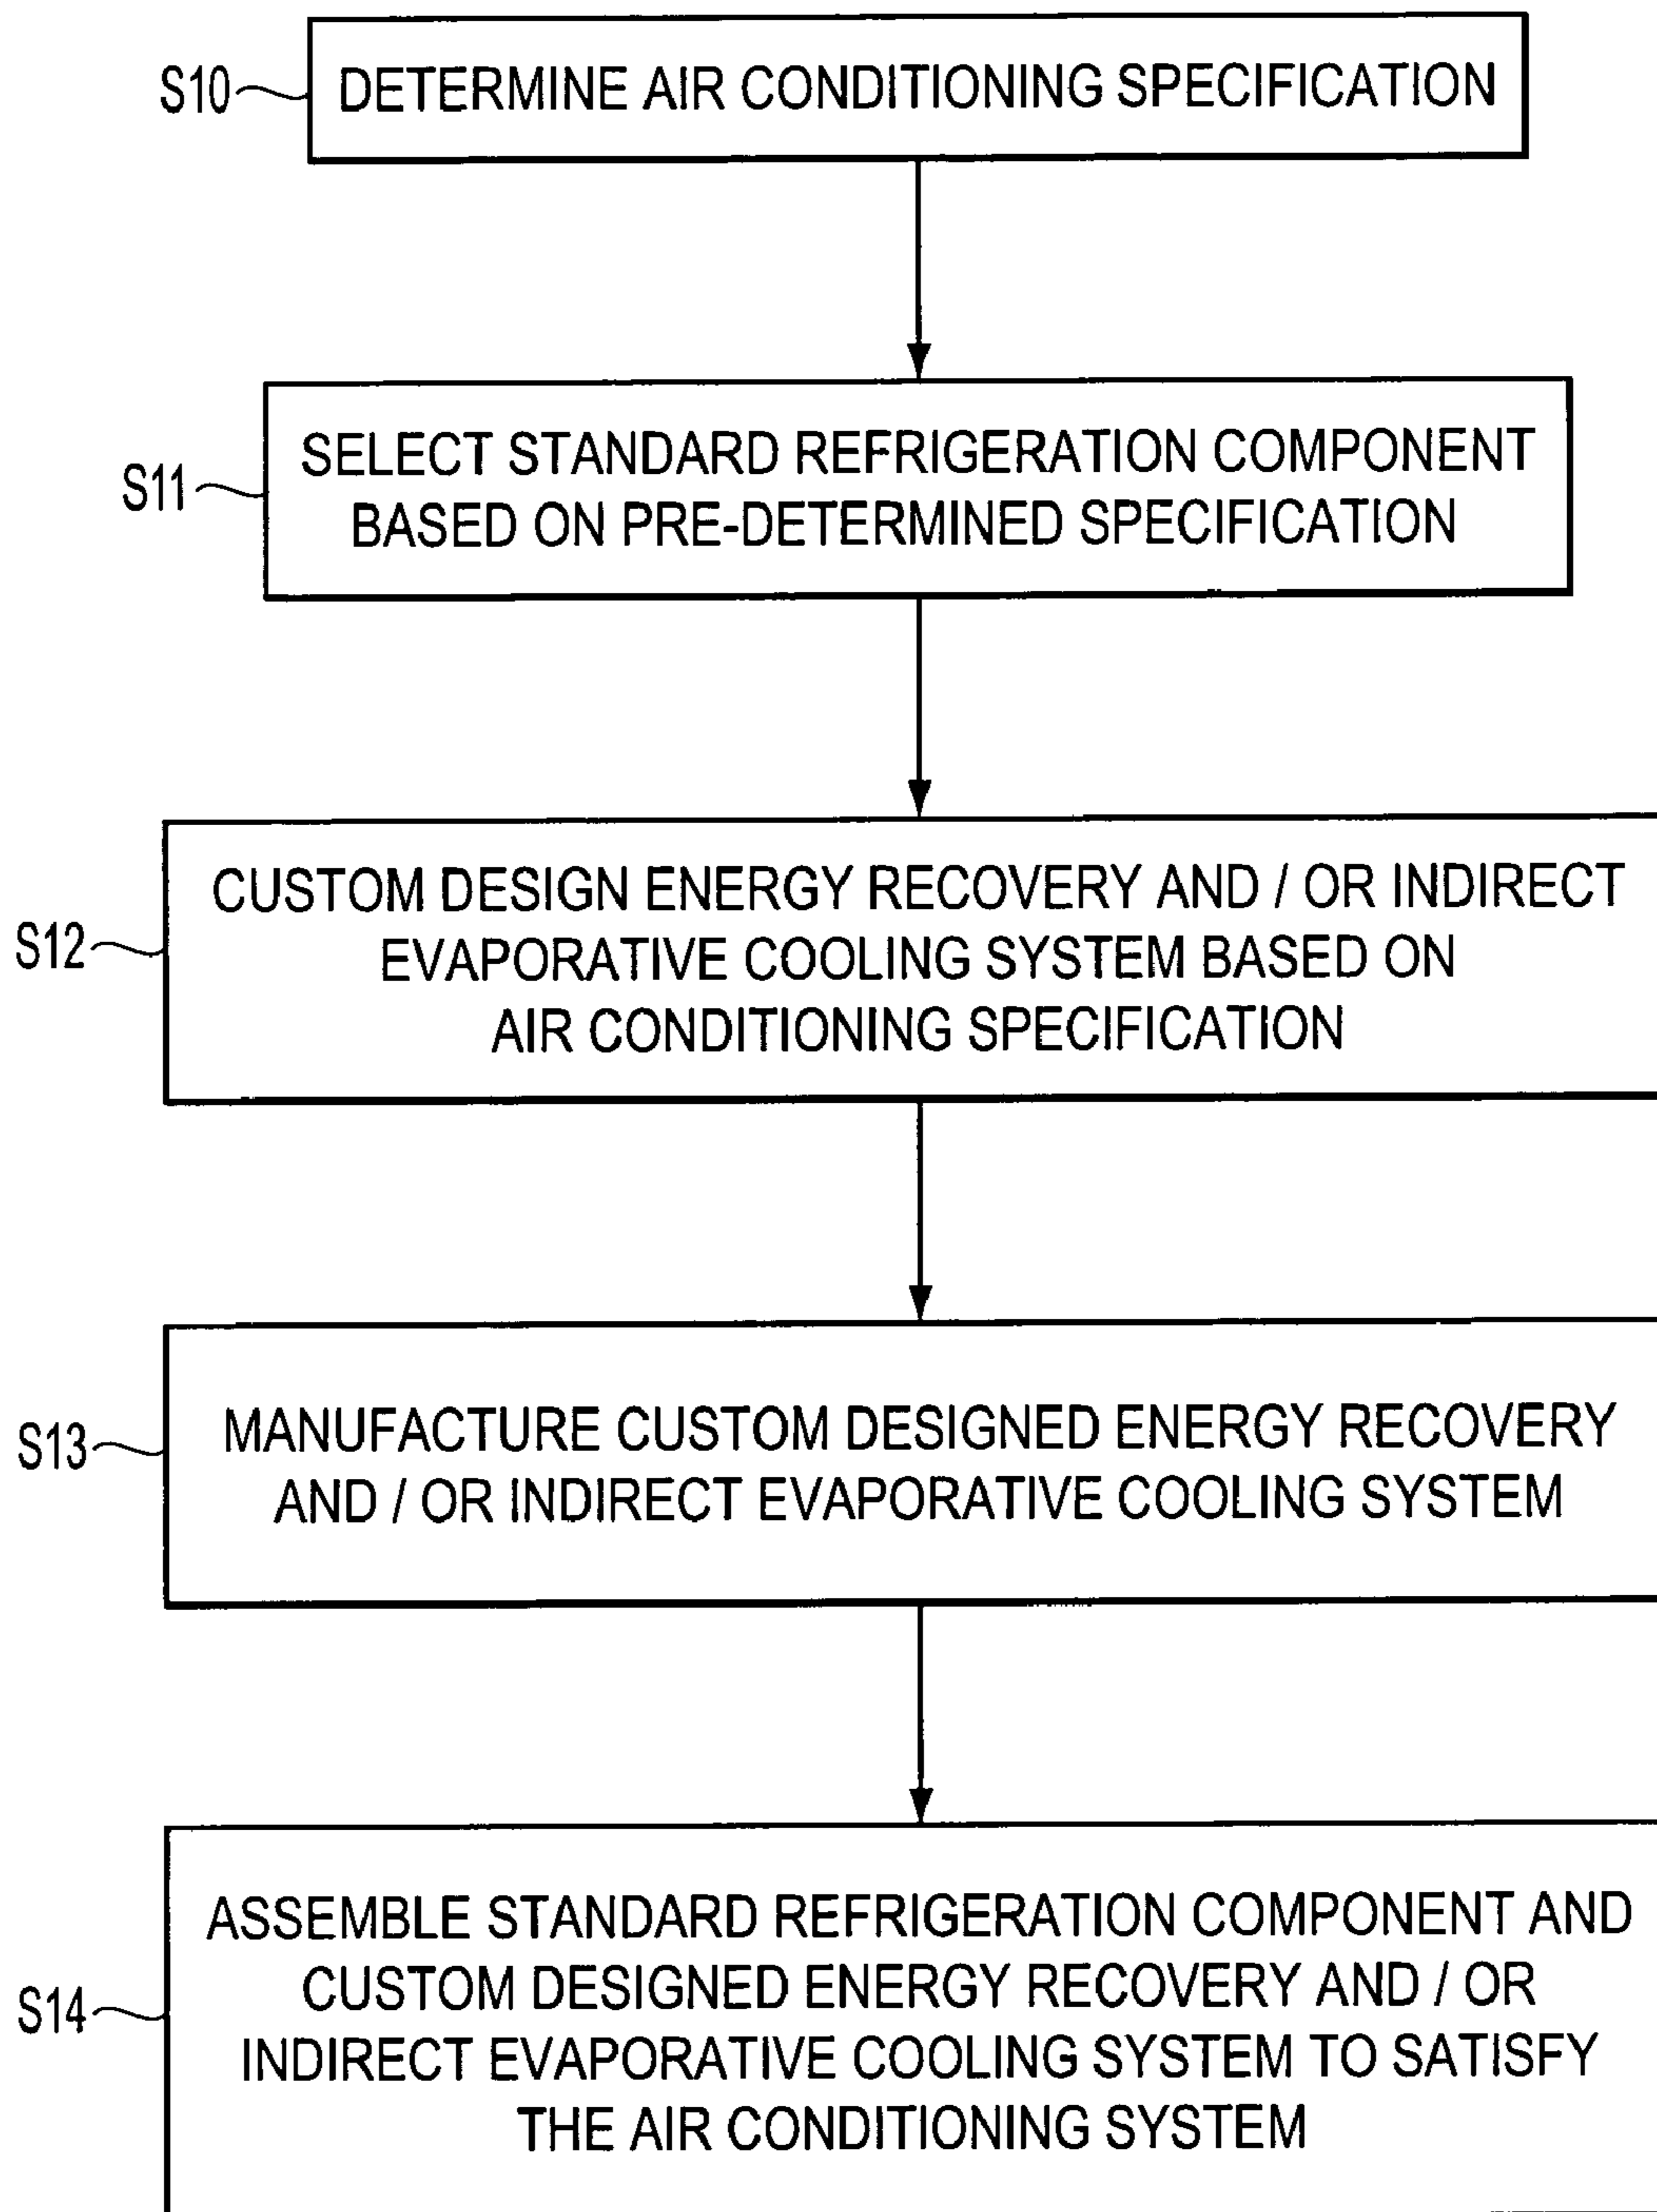 S10
DETERMINE AIR CONDITIONING SPECIFICATION
S11
SELECT STANDARD REFRIGERATION COMPONENT
BASED ON PRE-DETERMINED SPECIFICATION
S12
CUSTOM DESIGN ENERGY RECOVERY AND / OR INDIRECT
EVAPORATIVE COOLING SYSTEM BASED ON
AIR CONDITIONING SPECIFICATION
S13
MANUFACTURE CUSTOM DESIGNED ENERGY RECOVERY
AND / OR INDIRECT EVAPORATIVE COOLING SYSTEM
S14
ASSEMBLE STANDARD REFRIGERATION COMPONENT AND
CUSTOM DESIGNED ENERGY RECOVERY AND / OR
INDIRECT EVAPORATIVE COOLING SYSTEM TO SATISFY
THE AIR CONDITIONING SYSTEM